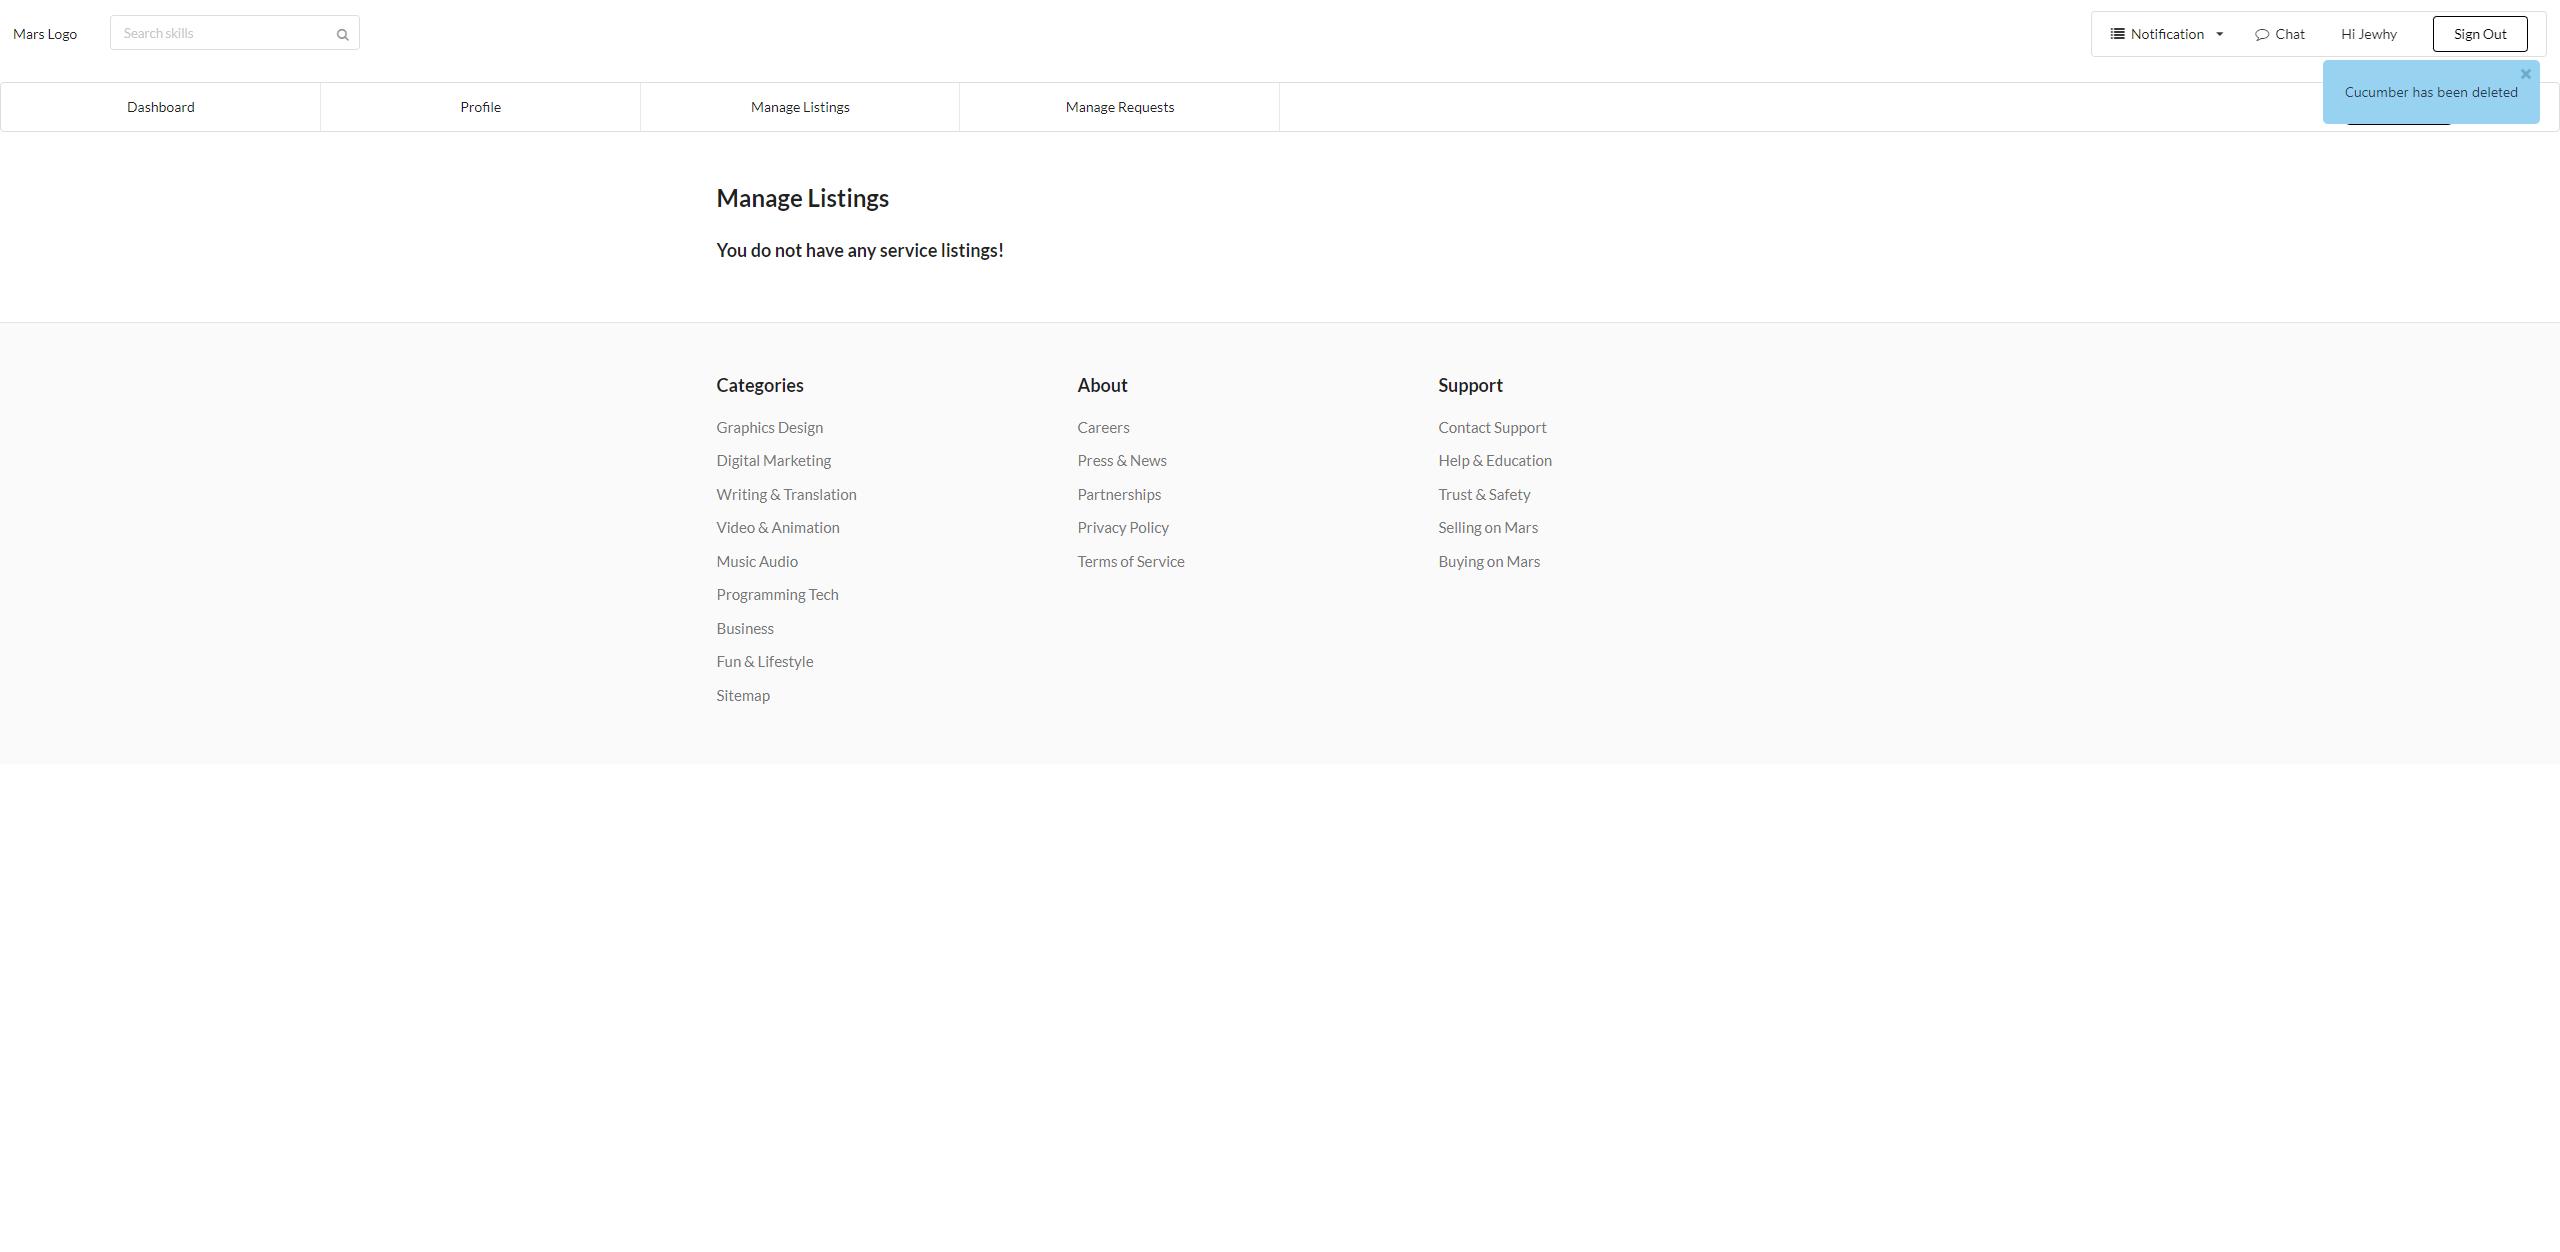 Mars Logo
Search skills
Notification
Chat
Hi Jewhy
Sign Out
Cucumber has been deleted
Dashboard
Profile
Manage Listings
Manage Requests
Manage Listings
You do not have any service listings!
Categories
Graphics Design
Digital Marketing
Writing & Translation
Video & Animation
Music Audio
Programming Tech
Business
Fun & Lifestyle
Sitemap
About
Careers
Press & News
Partnerships
Privacy Policy
Terms of Service
Support
Contact Support
Help & Education
Trust & Safety
Selling on Mars
Buying on Mars